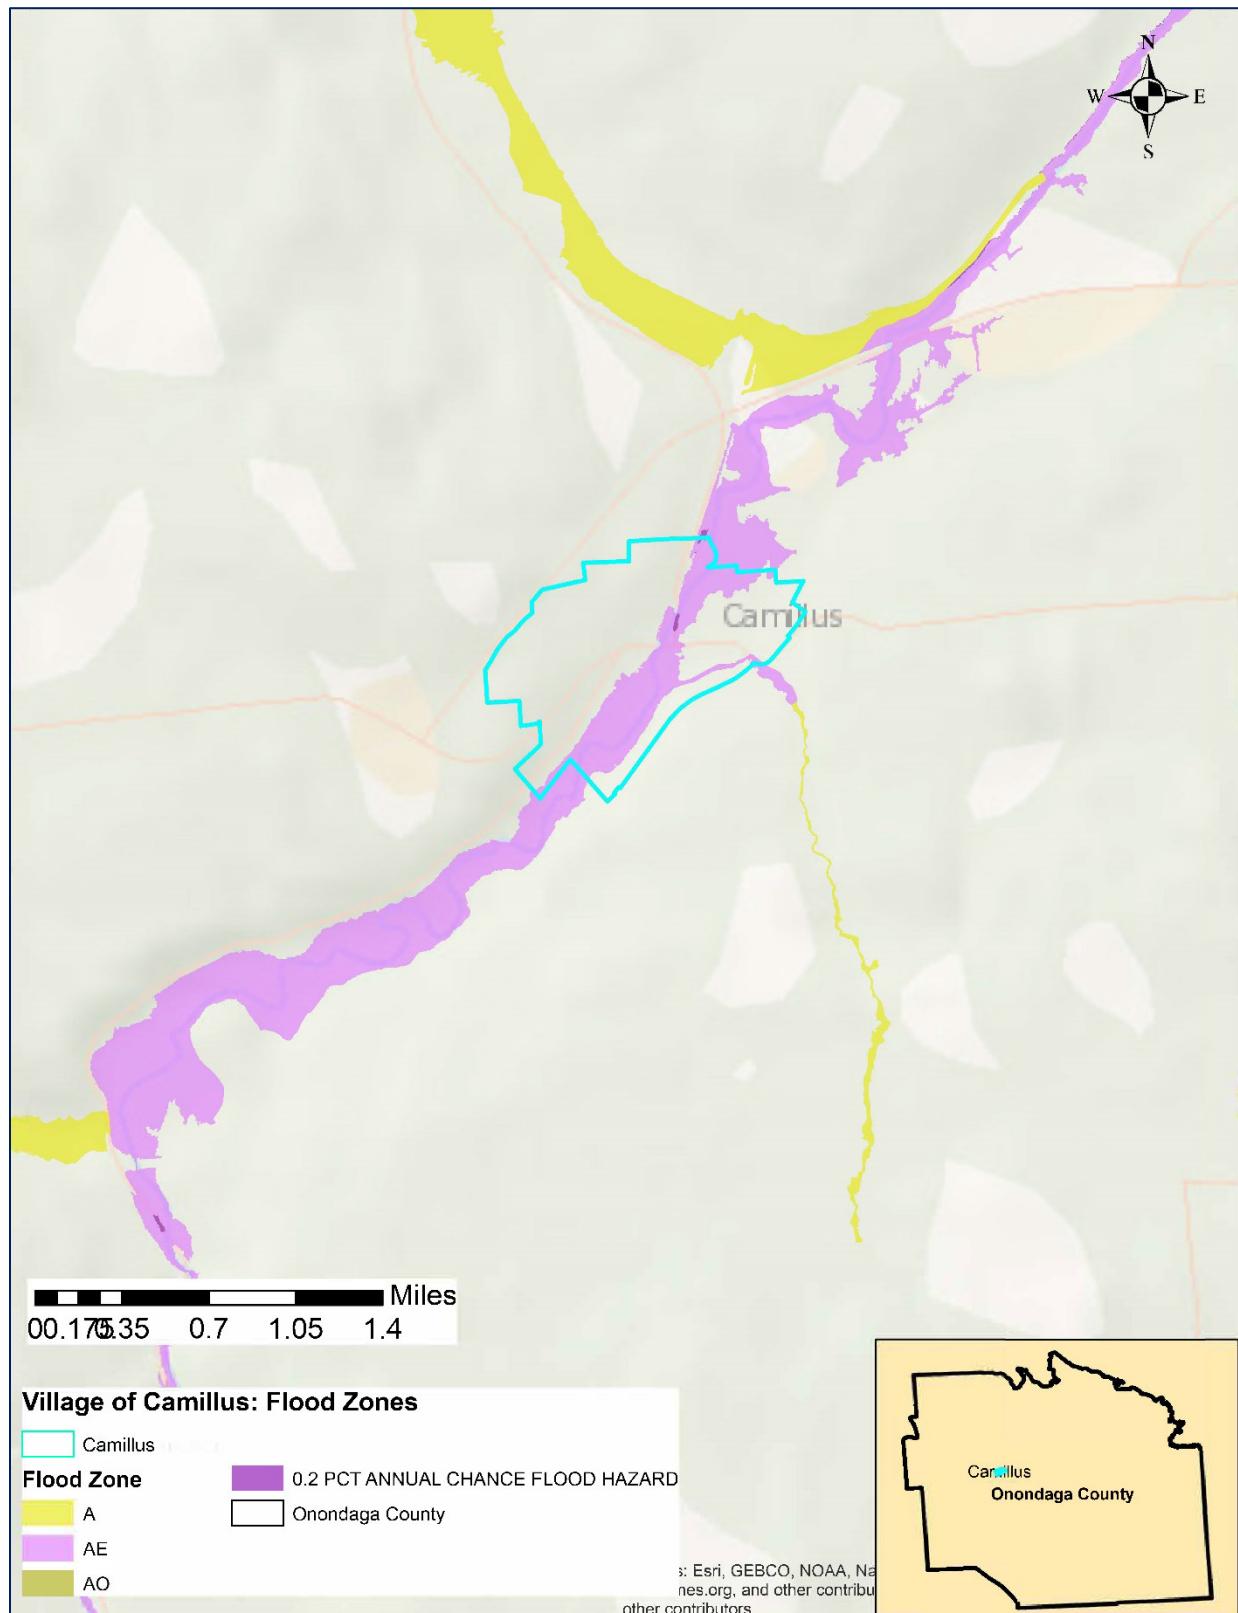 N
W E
S
Camillus
Miles
00.1750.35 0.7 1.05 1.4
Village of Camillus: Flood Zones
Camillus
Flood Zone
A
AE
AO
0.2 PCT ANNUAL CHANCE FLOOD HAZARD
Onondaga County
Camillus
Onondaga County
s: Esri, GEBCO, NOAA, Na
mes.org, and other contribu
other contributors